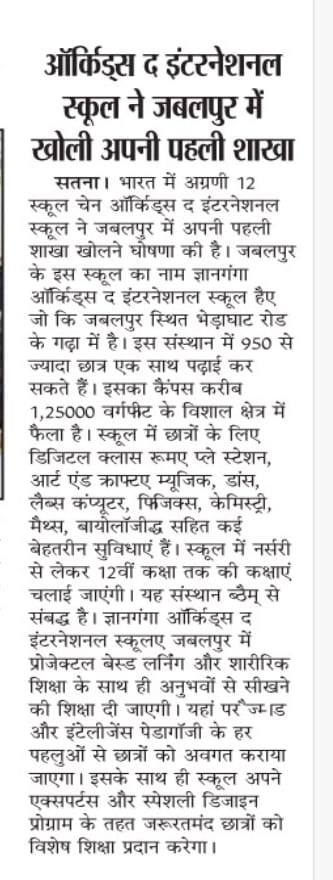 ऑर्किड्स द इंटरनेशनल
स्कूल ने जबलपुर में
खोली अपनी पहली शाखा
सतना। भारत में अग्रणी 12
स्कूल चेन ऑर्किड्स द इंटरनेशनल
स्कूल ने जबलपुर में अपनी पहली
शाखा खोलने घोषणा की है। जबलपुर
के इस स्कूल का नाम ज्ञानगंगा
ऑर्किड्स द इंटरनेशनल स्कूल हैए
जो कि जबलपुर स्थित भेड़ाघाट रोड
के गढ़ा में है। इस संस्थान में 950 से
ज्यादा छात्र एक साथ पढ़ाई कर
सकते हैं। इसका कैंपस करीब
1,25000 वर्गफीट के विशाल क्षेत्र में
फैला है। स्कूल में छात्रों के लिए
डिजिटल क्लास रूमए प्ले स्टेशन,
आर्ट एंड क्राफ्टए म्यूजिक, डांस,
लैब्स कंप्यूटर, फिजिक्स, केमिस्ट्री,
मैथ्स, बायोलॉजीद्ध सहित कई
बेहतरीन सुविधाएं हैं। स्कूल में नर्सरी
से लेकर 12वीं कक्षा तक की कक्षाएं
चलाई जाएंगी। यह संस्थान ब्ठैम् से
संबद्ध है। ज्ञानगंगा ऑर्किड्स द
इंटरनेशनल स्कूलए जबलपुर में
प्रोजेक्टल बेस्ड लर्निंग और शारीरिक
शिक्षा के साथ ही अनुभवों से सीखने
की शिक्षा दी जाएगी। यहां
और इंटेलीजेंस पेडागॉजी के हर
पहलुओं से छात्रों को अवगत कराया
जाएगा। इसके साथ ही स्कूल अपने
एक्सपर्टस और स्पेशली डिजाइन
प्रोग्राम के तहत जरूरतमंद छात्रों को
विशेष शिक्षा प्रदान करेगा।